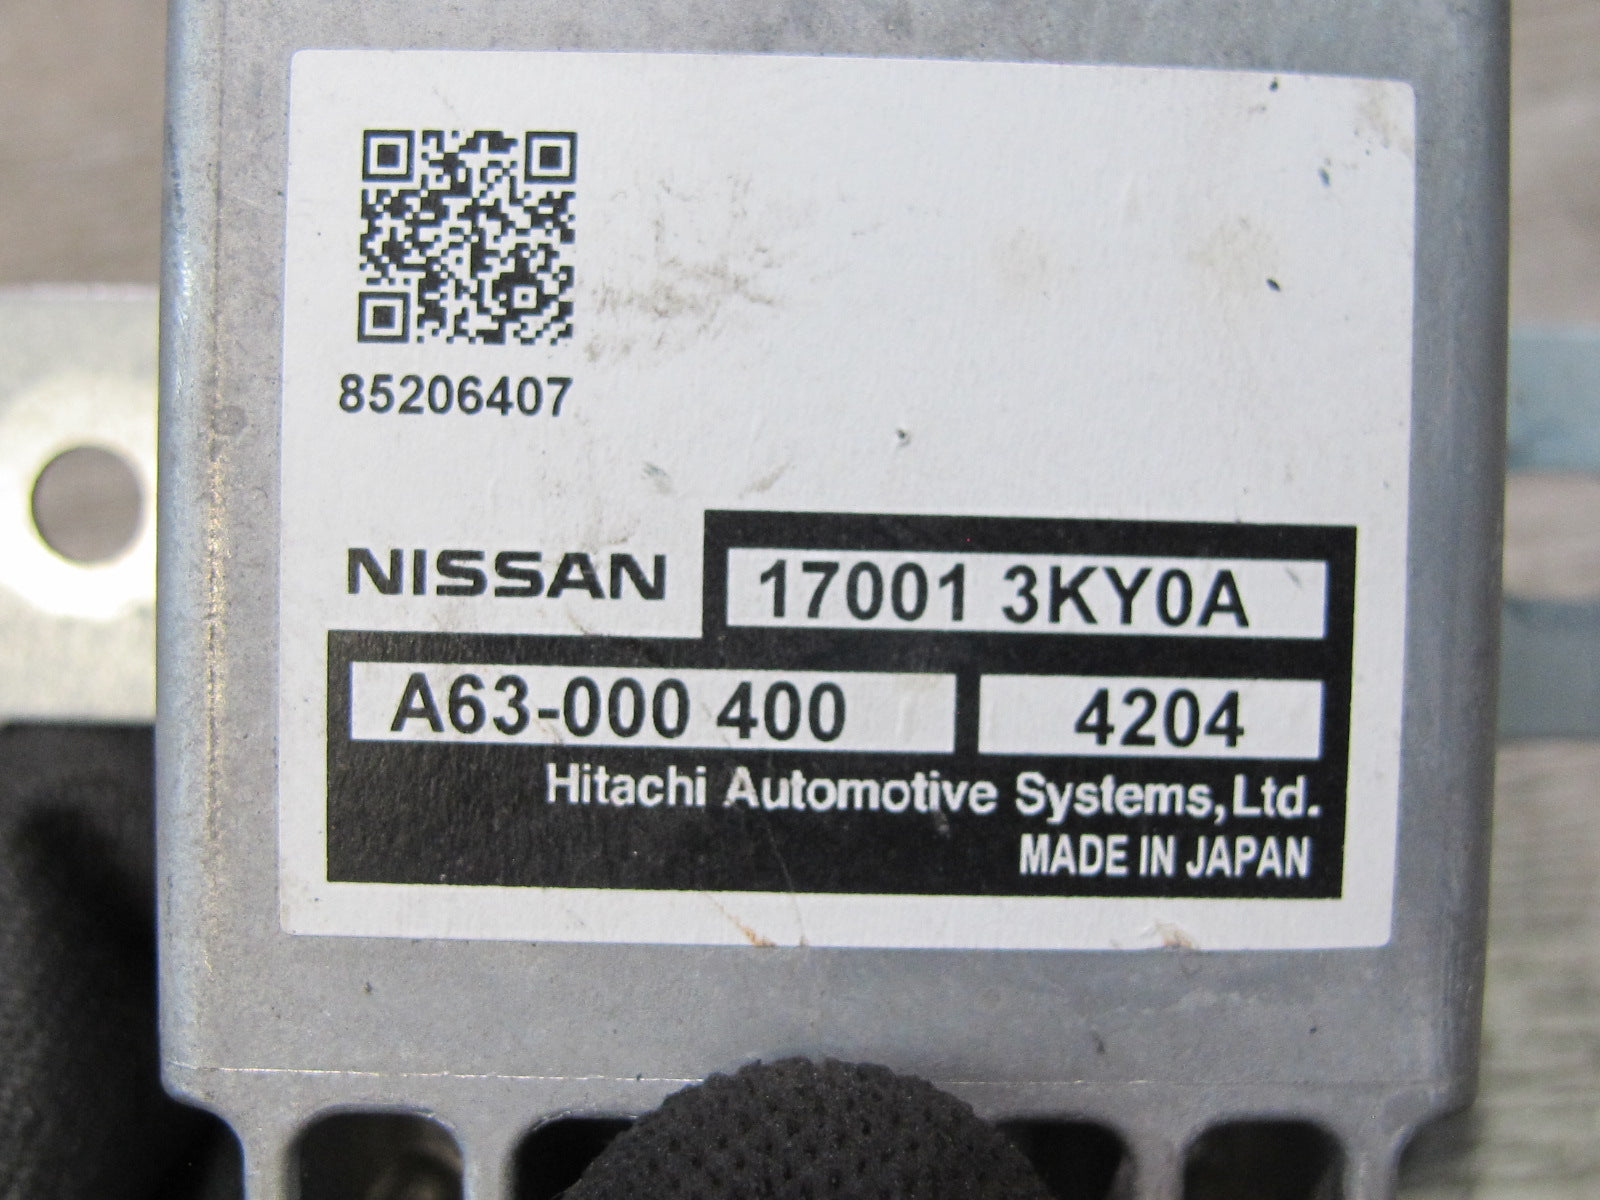 85206407
NISSAN 17001 3KY0A
A63-000 400 4204
Hitachi Automotive Systems,Ltd.
MADE IN JAPAN